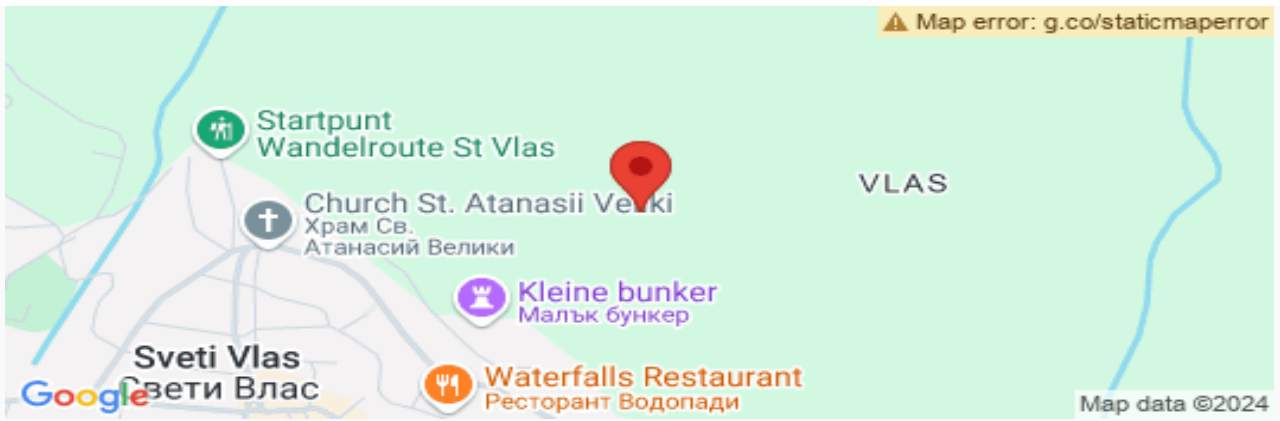 Map error: g.co/staticmaperror
Startpunt
Wandelroute St Vlas
VLAS
Church St. Atanasii Veliki
Храм Св.
Атанасий Велики
Kleine bunker
Малък бункер
Sveti Vlas
Свети Влас
Waterfalls Restaurant
Ресторант Водопади
Google
Map data ©2024